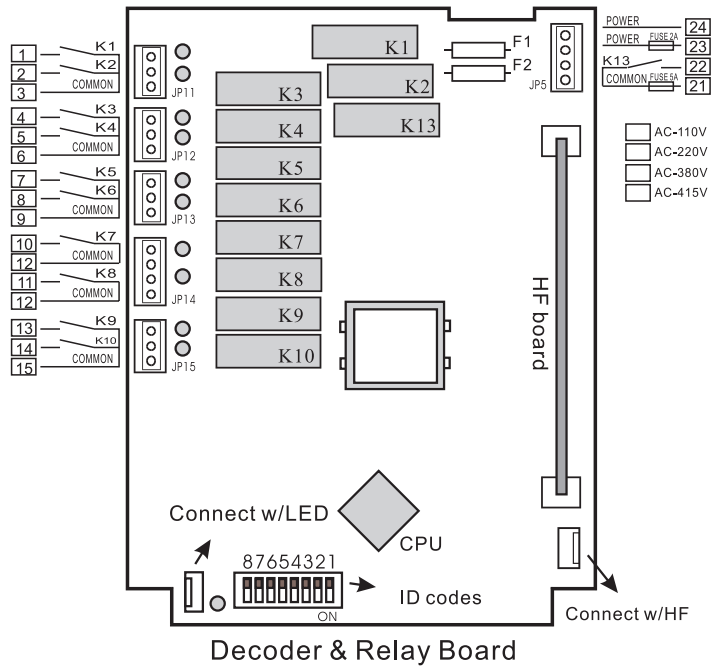 1 K1
2 K2
3 COMMON
JP11
4 K3
5 K4
6 COMMON
JP12
7 K5
8 K6
9 COMMON
JP13
10 K7
12 COMMON
11 K8
12 COMMON
JP14
13 K9
14 K10
15 COMMON
JP15
K1
K2
K13
K3
K4
K5
K6
K7
K8
K9
K10
F1
F2
JP5
POWER 24
POWER FUSE 2A 23
K13 22
COMMON FUSE 5A 21
AC-110V
AC-220V
AC-380V
AC-415V
HF board
Connect w/LED
CPU
87654321
ON
ID codes
Connect w/HF
Decoder & Relay Board